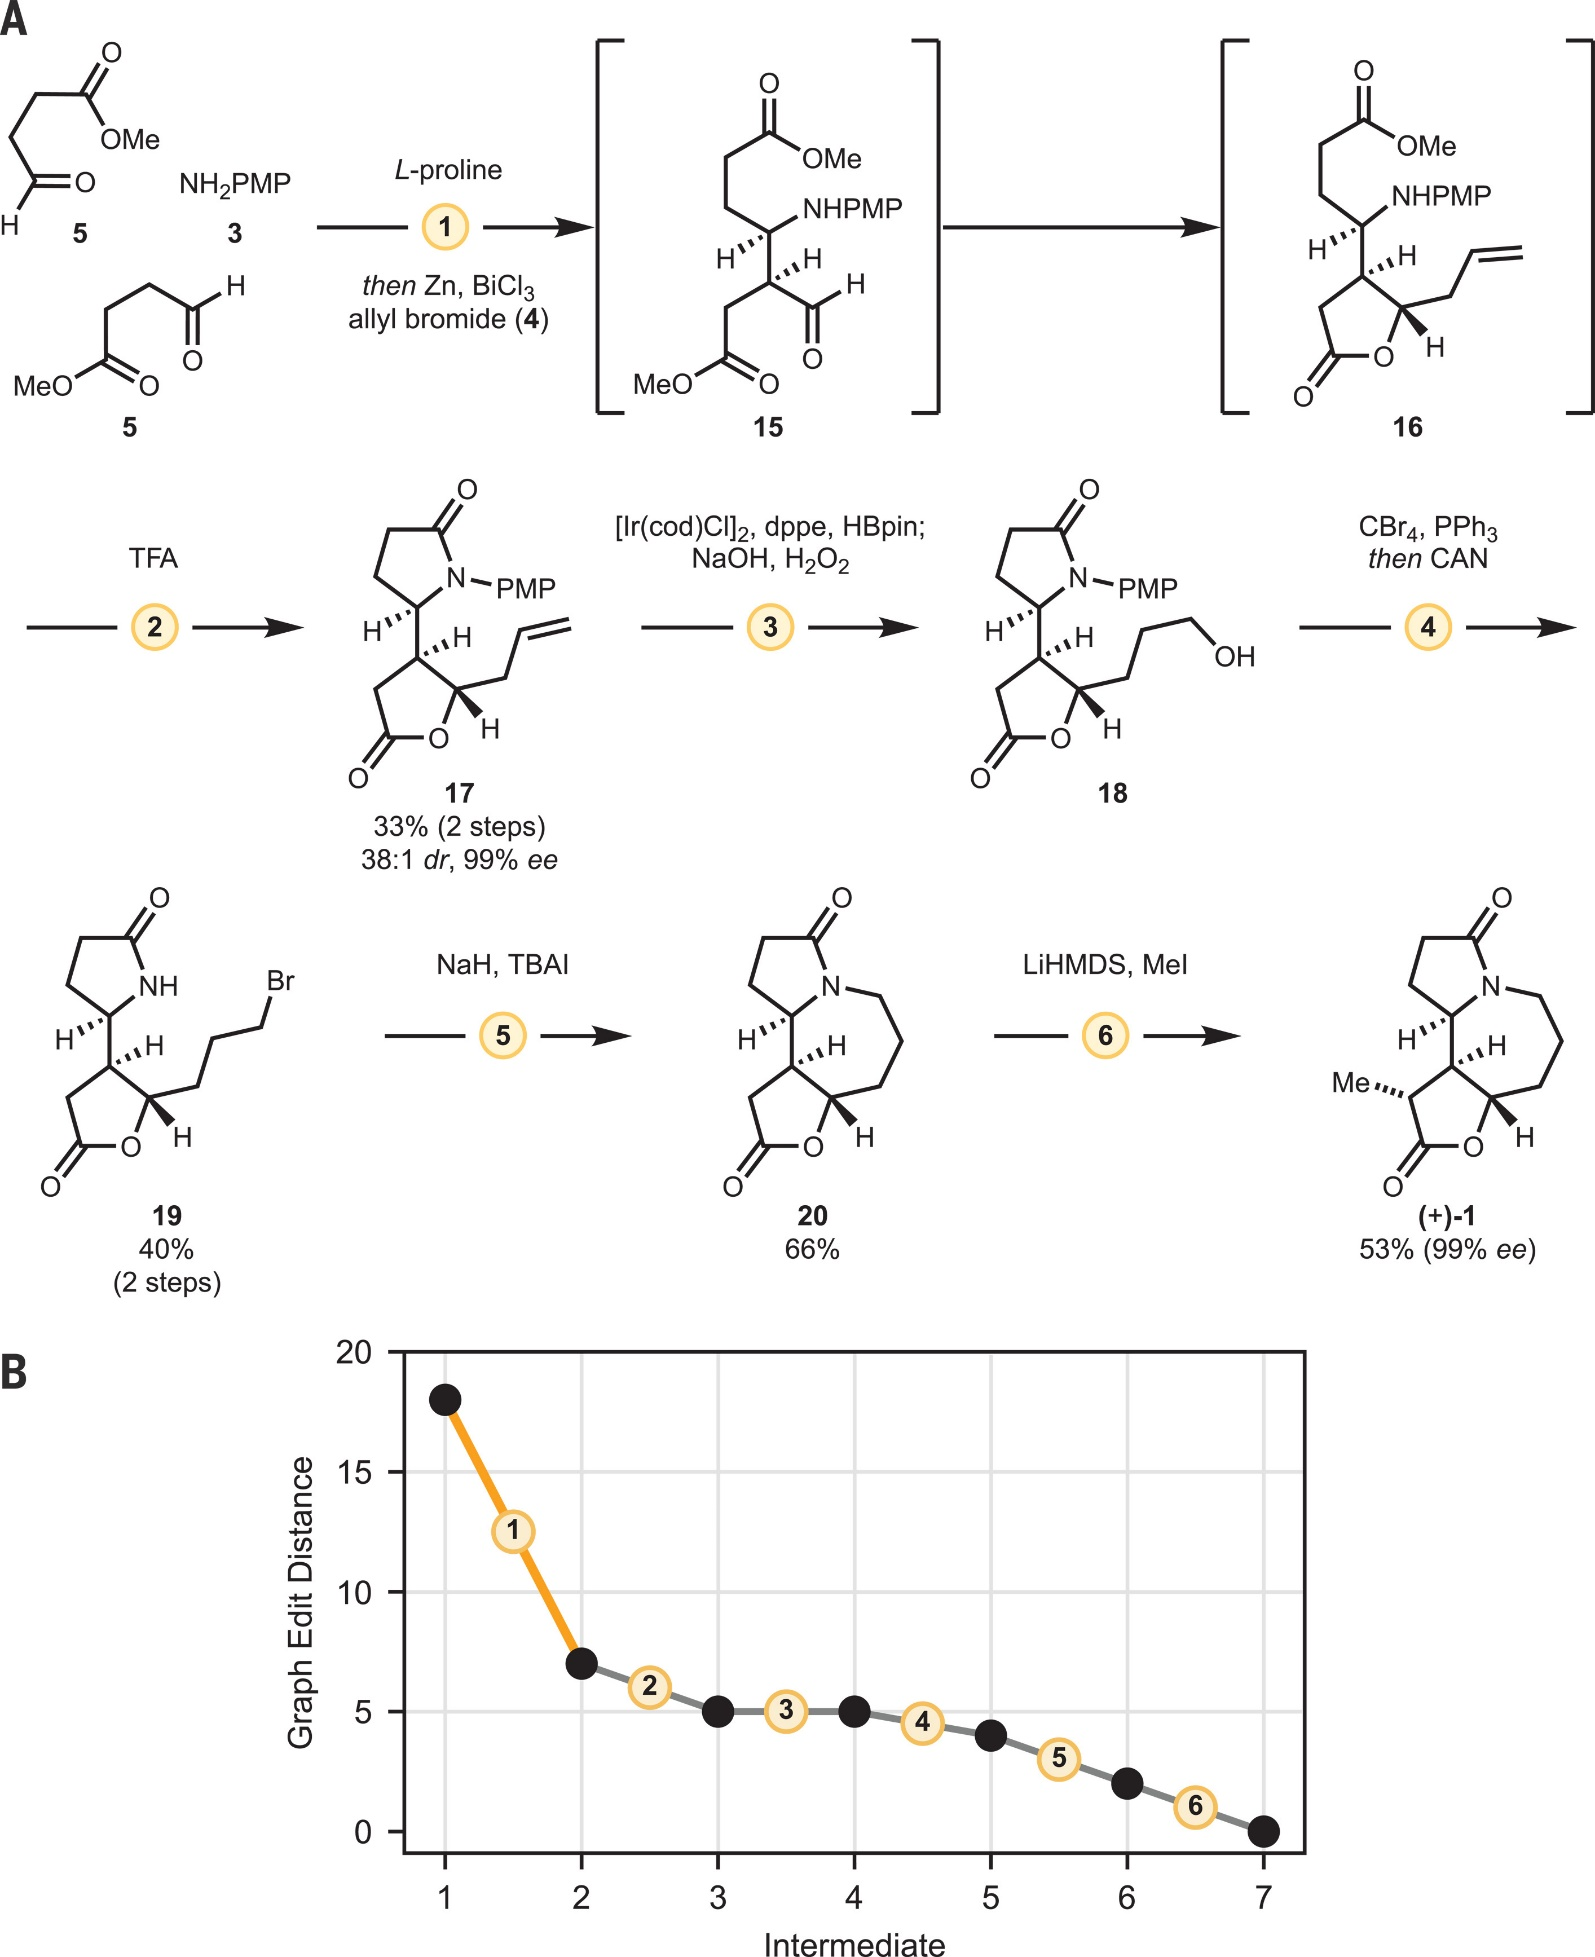 A
O
OMe
O
H
5
NH₂PMP
3
H
O
MeO
O
5
L-proline
1
then Zn, BiCl₃
allyl bromide (4)
O
OMe
NHPMP
H
H
H
O
MeO
O
15
O
OMe
NHPMP
H
H
H
O
O
16
TFA
2
O
N
PMP
H
H
H
O
O
17
33% (2 steps)
38:1 dr, 99% ee
[Ir(cod)Cl]₂, dppe, HBpin;
NaOH, H₂O₂
3
O
N
PMP
H
H
OH
H
O
O
18
CBr₄, PPh₃
then CAN
4
O
NH
Br
H
H
H
O
O
19
40%
(2 steps)
NaH, TBAI
5
O
N
H
H
H
O
O
20
66%
LiHMDS, MeI
6
O
N
H
H
Me
H
O
O
(+)-1
53% (99% ee)
B
Graph Edit Distance
20
15
10
5
0
1
2
3
4
5
6
1
2
3
4
5
6
7
Intermediate